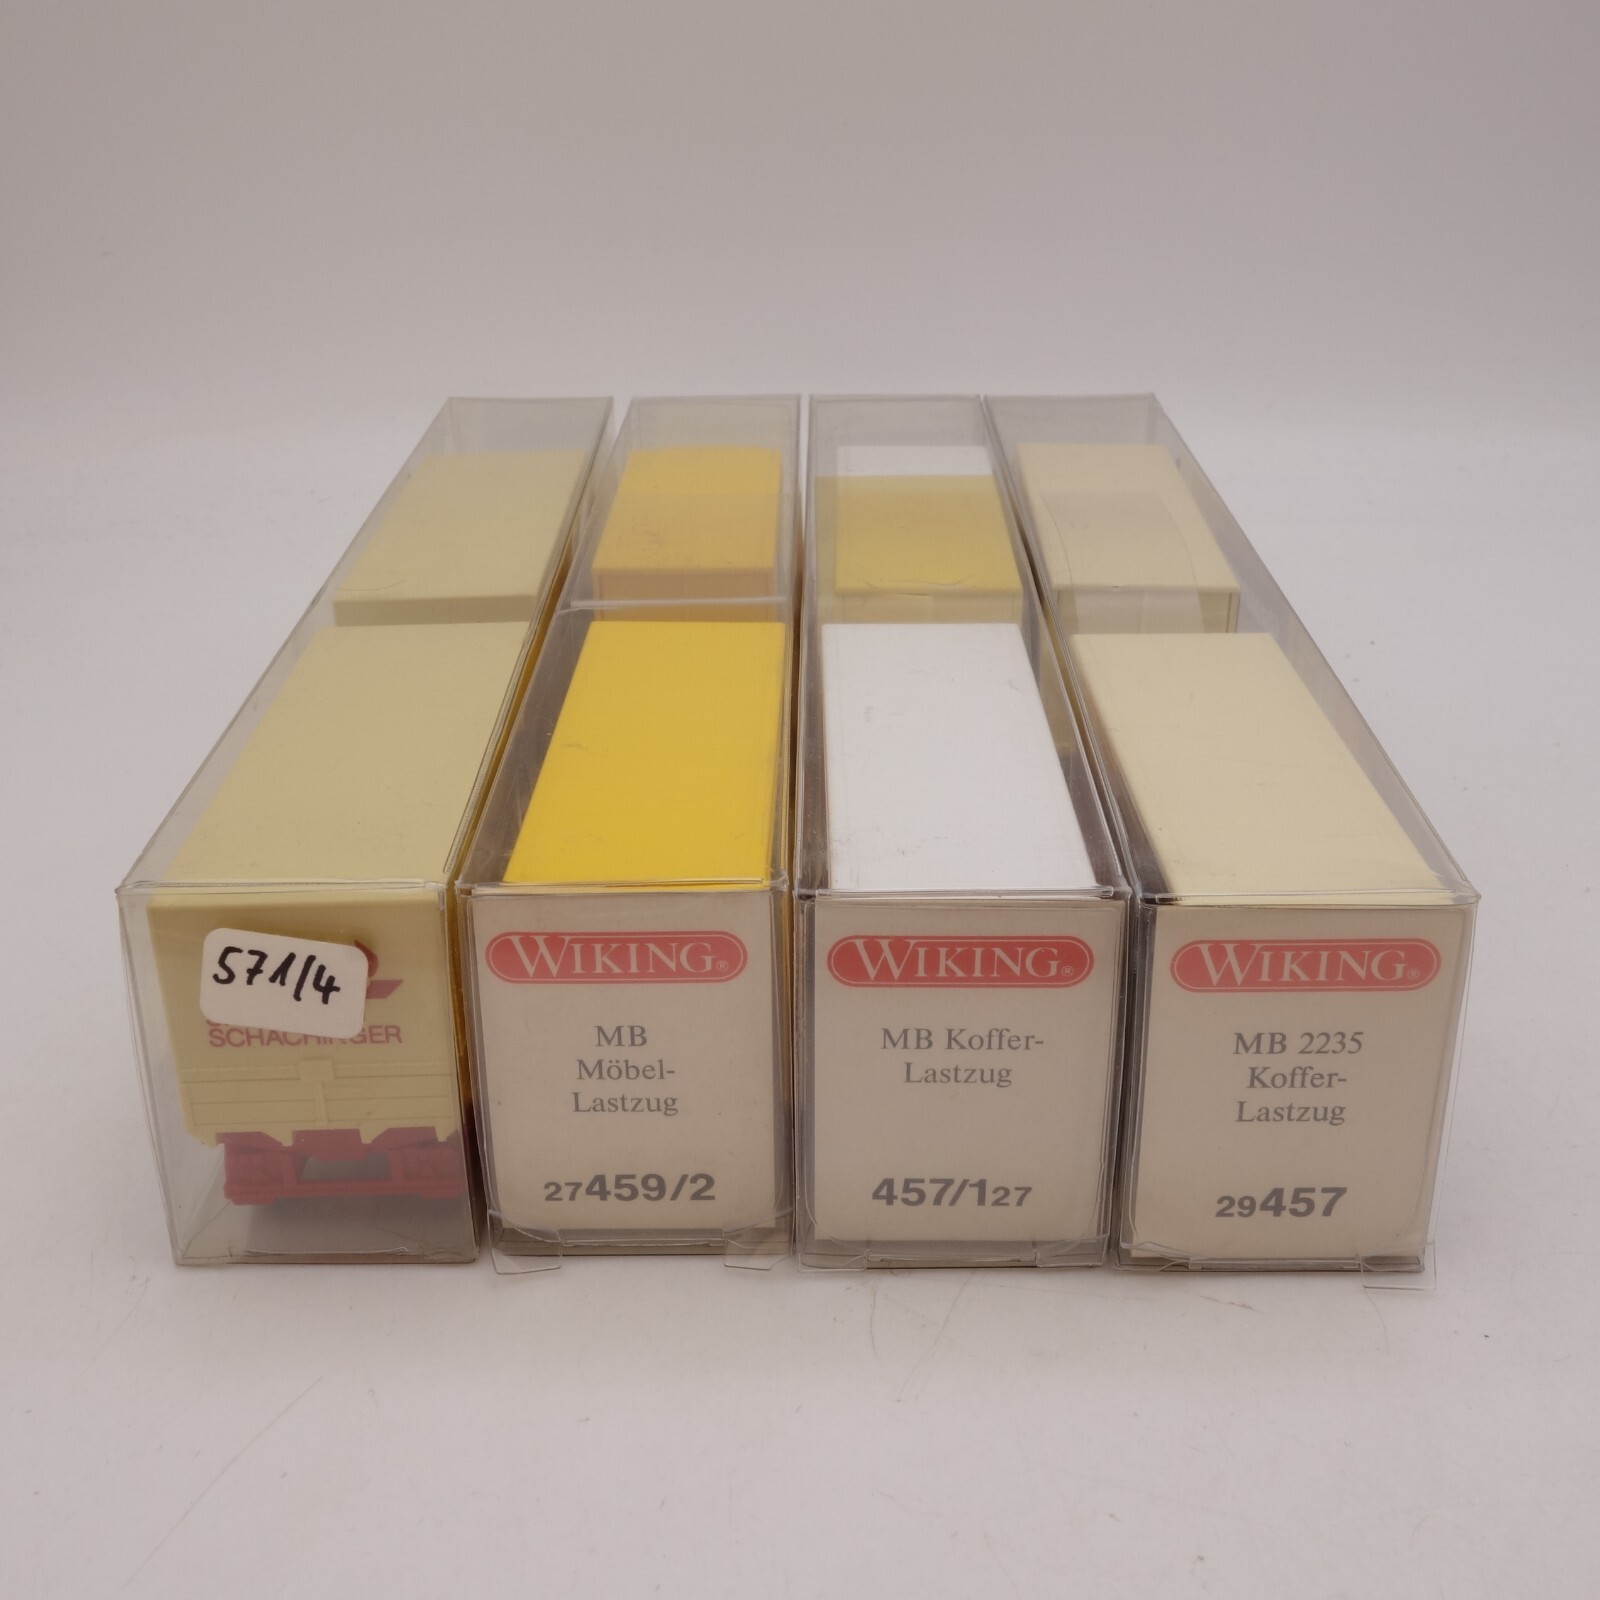 571/4
SCHACHINGER
WIKING®
MB
Möbel-
Lastzug
27459/2
WIKING®
MB Koffer-
Lastzug
457/127
WIKING®
MB 2235
Koffer-
Lastzug
29457